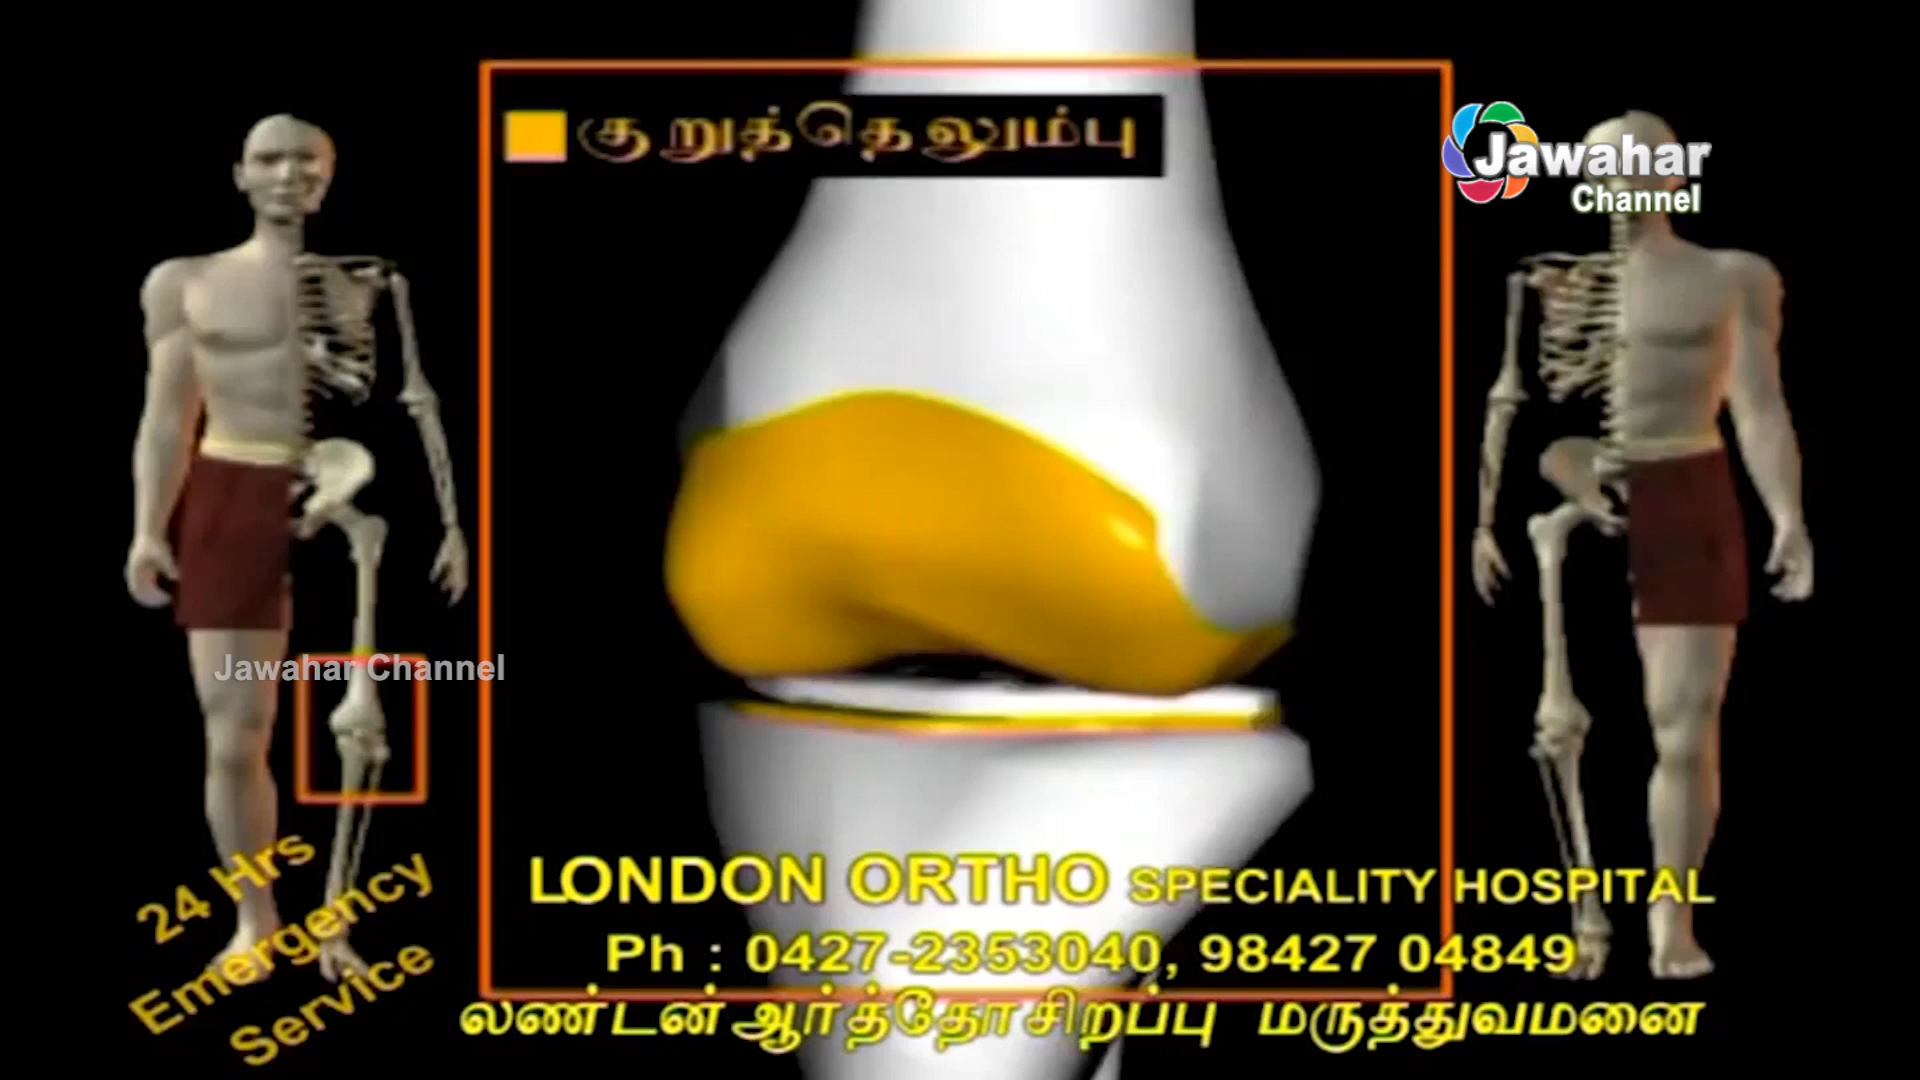 குறுத்தெலும்பு
Jawahar
Channel
Jawahar Channel
24 Hrs
Emergency
Service
LONDON ORTHO SPECIALITY HOSPITAL
Ph : 0427-2353040, 98427 04849
லண்டன் ஆர்த்தோ சிறப்பு மருத்துவமனை